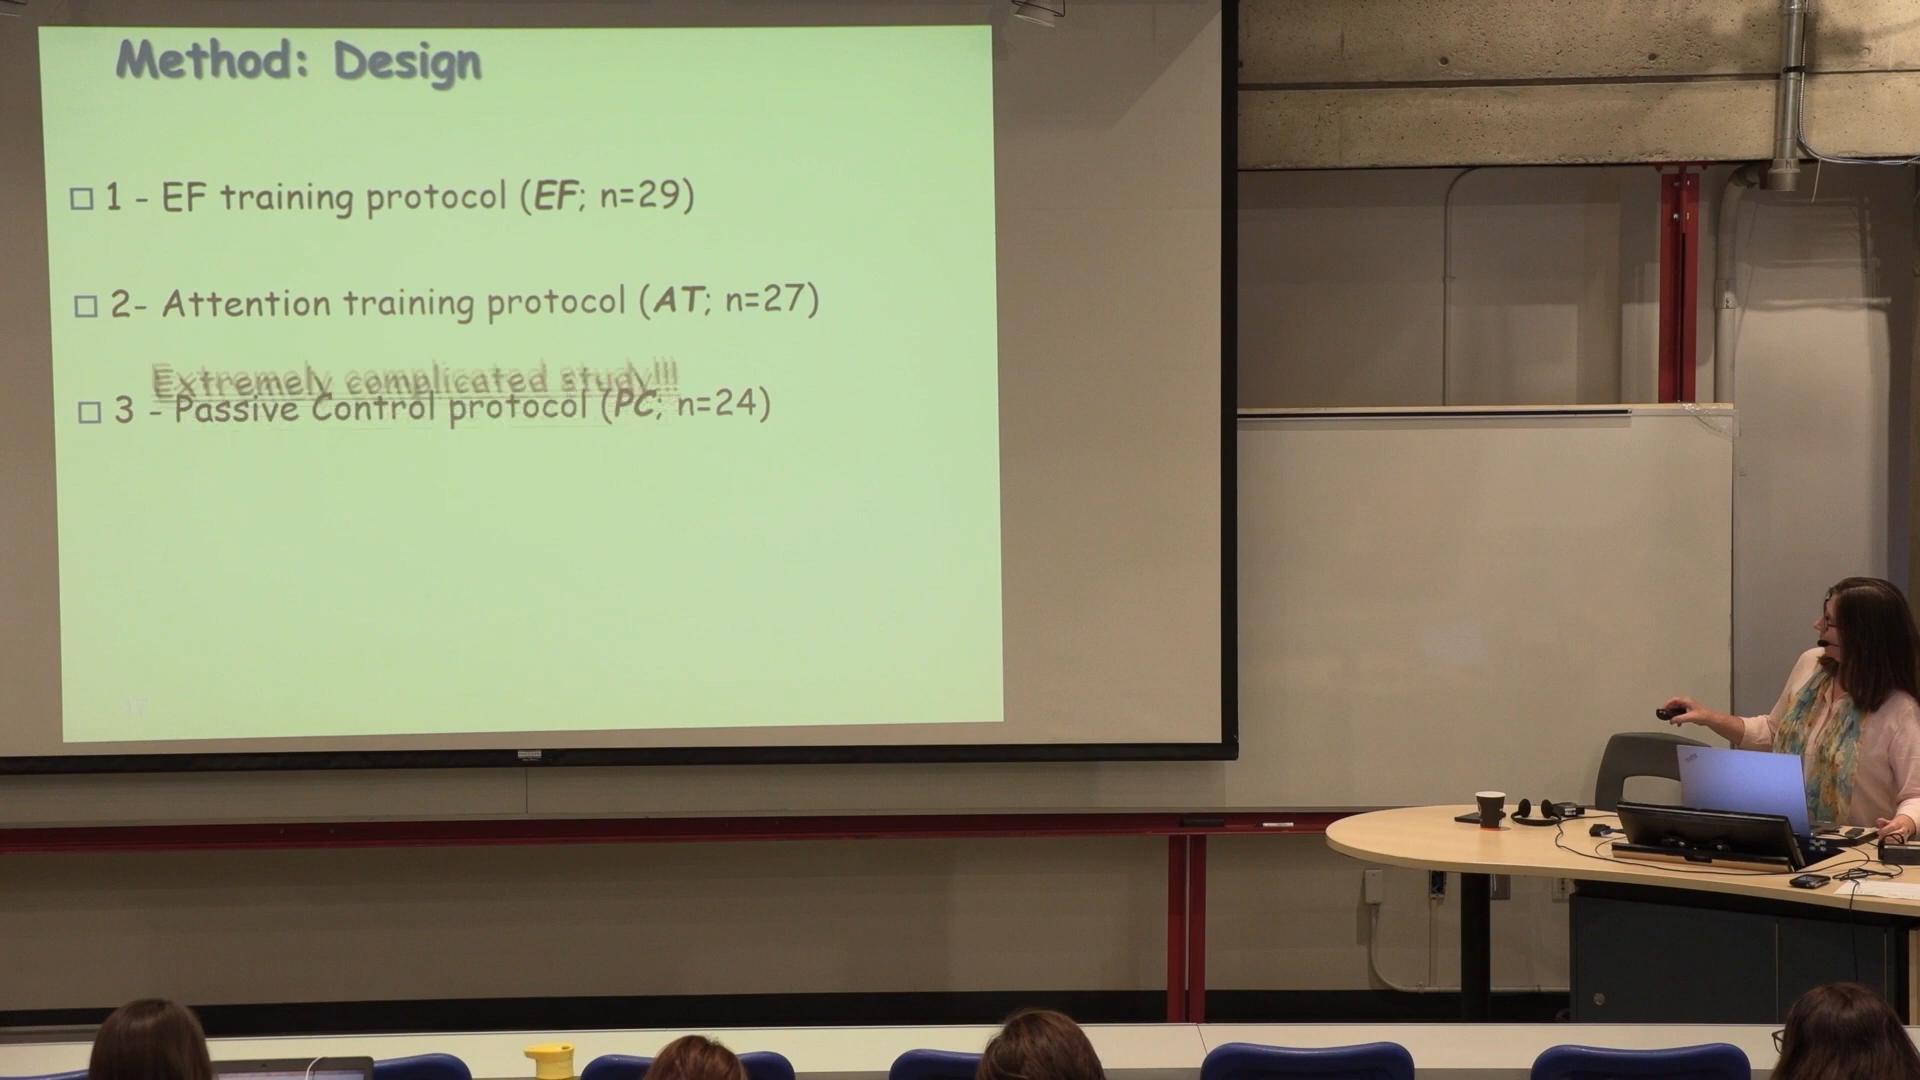 Method: Design
1 - EF training protocol (EF; n=29)
2- Attention training protocol (AT; n=27)
Extremely complicated study!!!
3 - Passive Control protocol (PC; n=24)